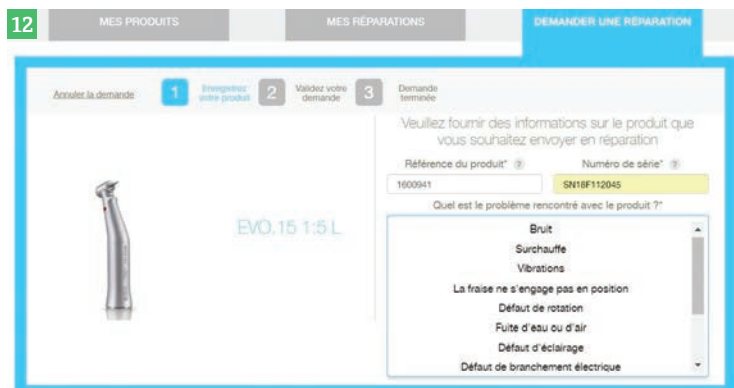 12
MES PRODUITS
MES RÉPARATIONS
DEMANDER UNE RÉPARATION
Annuler la demande
1
Enregistrez
votre produit
2
Validez votre
demande
3
Demande
terminée
Veuillez fournir des informations sur le produit que
vous souhaitez envoyer en réparation
Référence du produit* ?
Numéro de série* ?
1600941
SN18F112045
Quel est le problème rencontré avec le produit ?*
EVO.15 1:5 L
Bruit
Surchauffe
Vibrations
La fraise ne s'engage pas en position
Défaut de rotation
Fuite d'eau ou d'air
Défaut d'éclairage
Défaut de branchement électrique